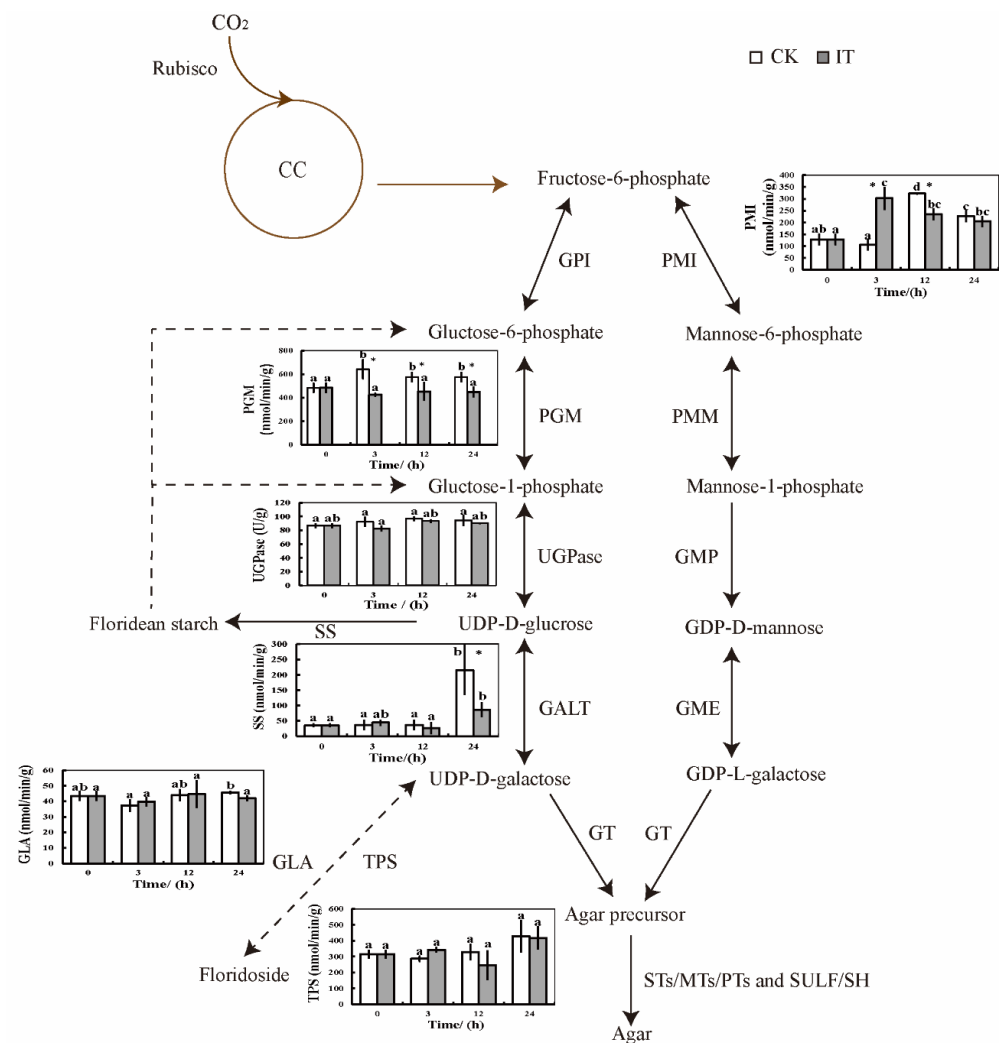 CO2
Rubisco
CC
CK IT
Fructose-6-phosphate
PMI
(nmol/min/g)
400
350
300
250
200
150
100
50
0
ab a
a * c
d * bc
c bc
0 3 12 24
Time/(h)
GPI PMI
Gluctose-6-phosphate Mannose-6-phosphate
PGM
(nmol/min/g)
800
600
400
200
0
a a
b * a
b * a
b * a
0 3 12 24
Time/ (h)
PGM PMM
Gluctose-1-phosphate Mannose-1-phosphate
UGPasc (U/g)
120
100
80
60
40
20
0
a ab
a a
a ab
a ab
0 3 12 24
Time / (h)
UGPasc GMP
Floridean starch SS UDP-D-glucrose GDP-D-mannose
SS (nmol/min/g)
300
250
200
150
100
50
0
a a
a ab
a a
b * b
0 3 12 24
Time/(h)
GALT GME
UDP-D-galactose GDP-L-galactose
GLA (nmol/min/g)
60
50
40
30
20
10
0
ab a
a a
ab a
b a
0 3 12 24
Time/ (h)
GLA TPS
GT GT
Agar precursor
Floridoside
TPS (nmol/min/g)
600
500
400
300
200
100
0
a a
a a
a a
a a
0 3 12 24
Time/ (h)
STs/MTs/PTs and SULF/SH
Agar